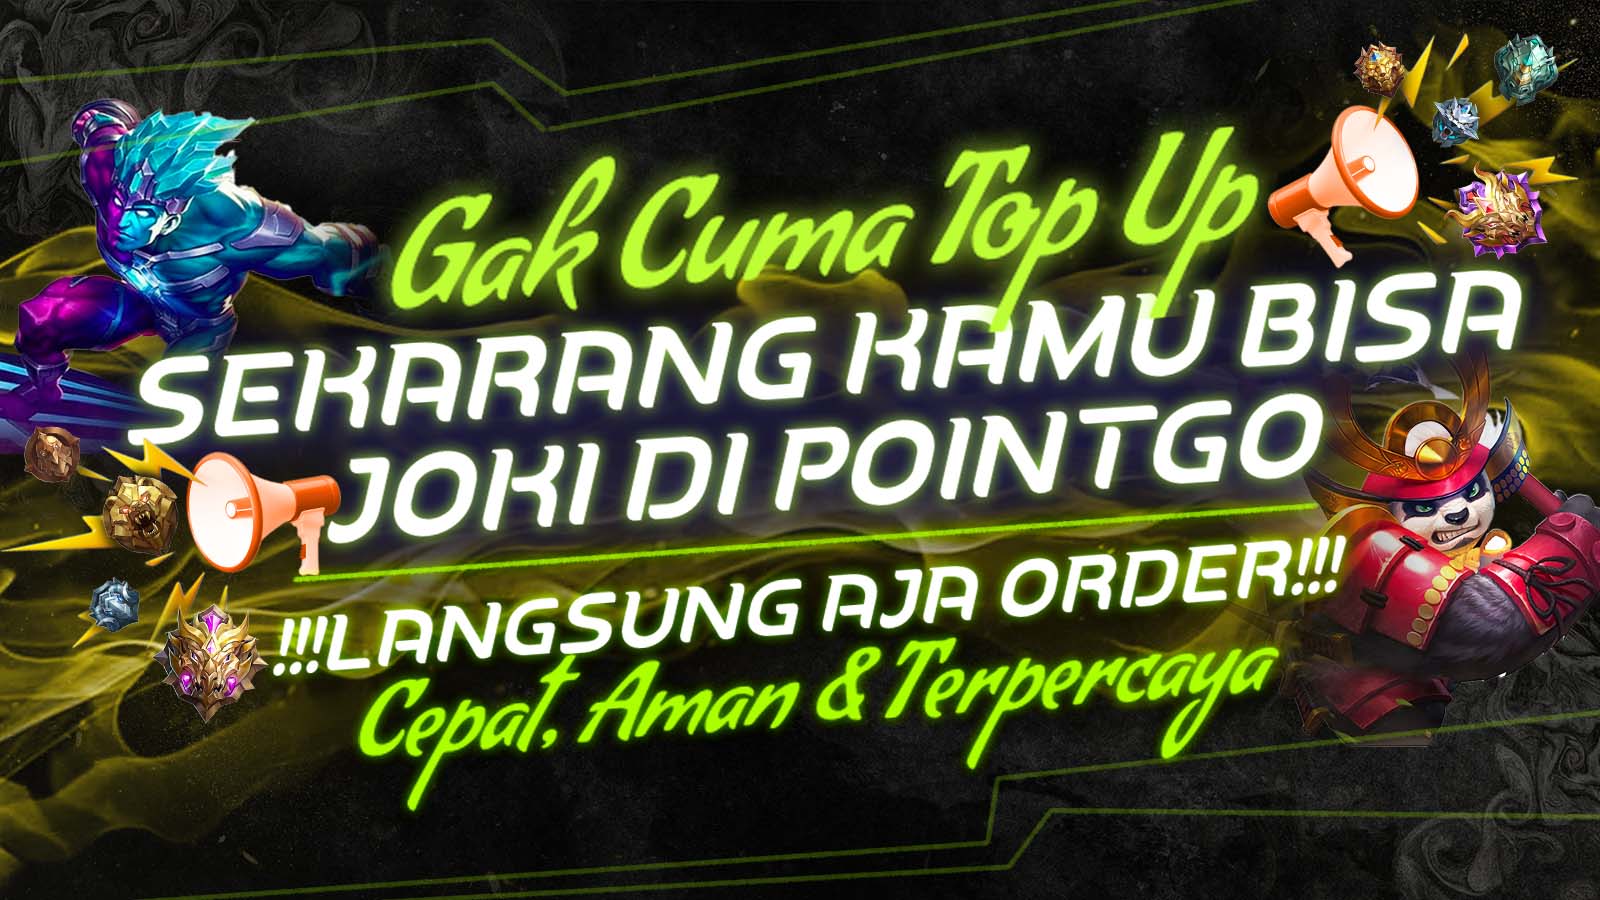 Gak Cuma Top Up
SEKARANG KAMU BISA
JOKI DI POINTGO
!!!LANGSUNG AJA ORDER!!!
Cepat, Aman & Terpercaya